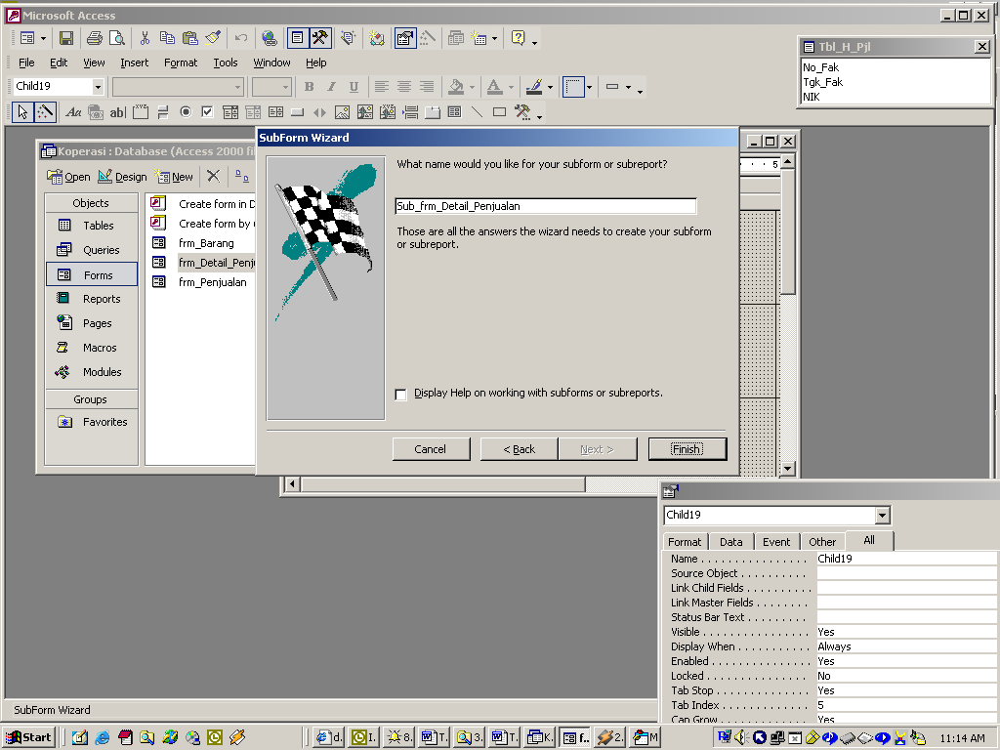 Microsoft Access
File Edit View Insert Format Tools Window Help
Child19
B I U A
Aa ab|
Tbl_H_Pjl
No_Fak
Tgk_Fak
NIK
Koperasi : Database (Access 2000 fi
Open Design New
Objects
Tables
Queries
Forms
Reports
Pages
Macros
Modules
Groups
Favorites
Create form in D
Create form by u
frm_Barang
frm_Detail_Penju
frm_Penjualan
SubForm Wizard
What name would you like for your subform or subreport?
Sub_frm_Detail_Penjualan
Those are all the answers the wizard needs to create your subform
or subreport.
Display Help on working with subforms or subreports.
Cancel < Back Next > Finish
5
Child19
Format Data Event Other All
Name . . . . . . . . . . . . . . . . Child19
Source Object . . . . . . . . . .
Link Child Fields . . . . . . . . . .
Link Master Fields . . . . . . . .
Status Bar Text . . . . . . . . .
Visible . . . . . . . . . . . . . . . . Yes
Display When . . . . . . . . . . . Always
Enabled . . . . . . . . . . . . . . . Yes
Locked . . . . . . . . . . . . . . . No
Tab Stop . . . . . . . . . . . . . . Yes
Tab Index . . . . . . . . . . . . . 5
Can Grow . . . . . . . . . . . . . Yes
SubForm Wizard
Start d. I. 8. T. 3. T. K. f.. 2. M 11:14 AM